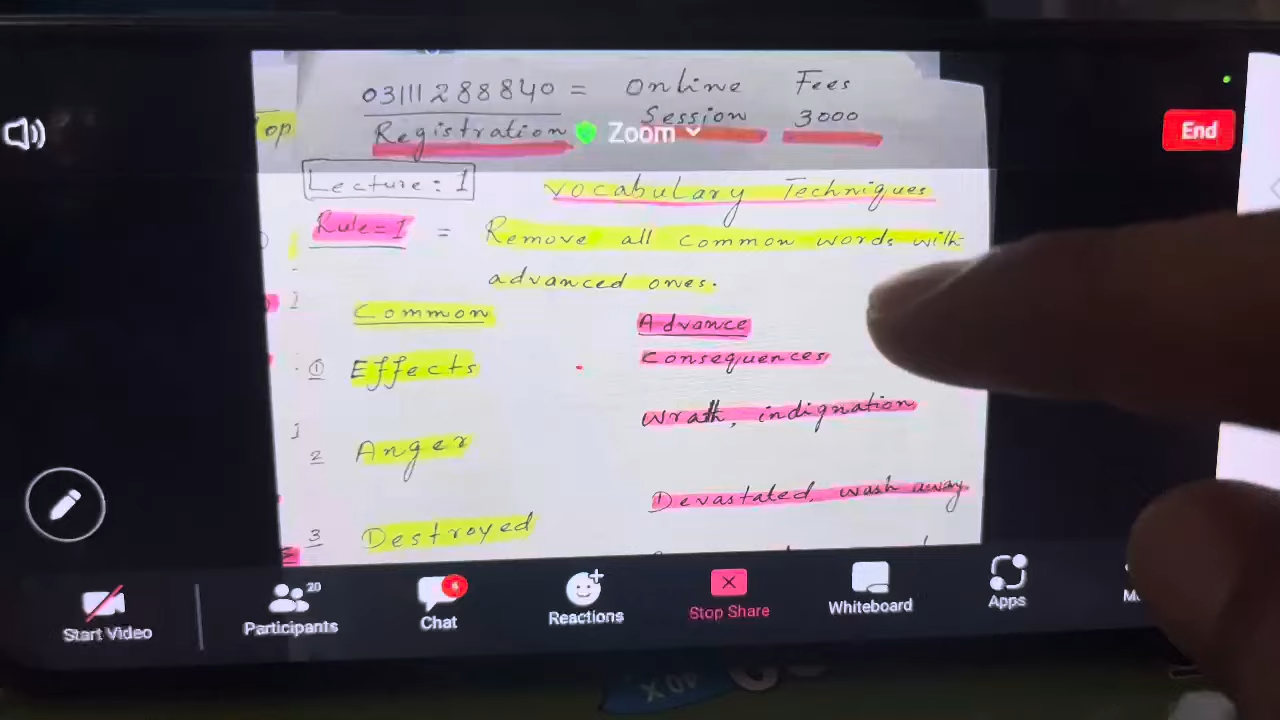 03111288840 = Online Session Fees 3000
Registration
Zoom
End
Top
Lecture: 1
Vocabulary Techniques
Rule=1 = Remove all common words with
advanced ones.
Common Advance
① Effects Consequences
2 Anger Wrath, indignation
3 Destroyed Devastated, wash away
Start Video
Participants 20
Chat
Reactions
Stop Share
Whiteboard
Apps
40X